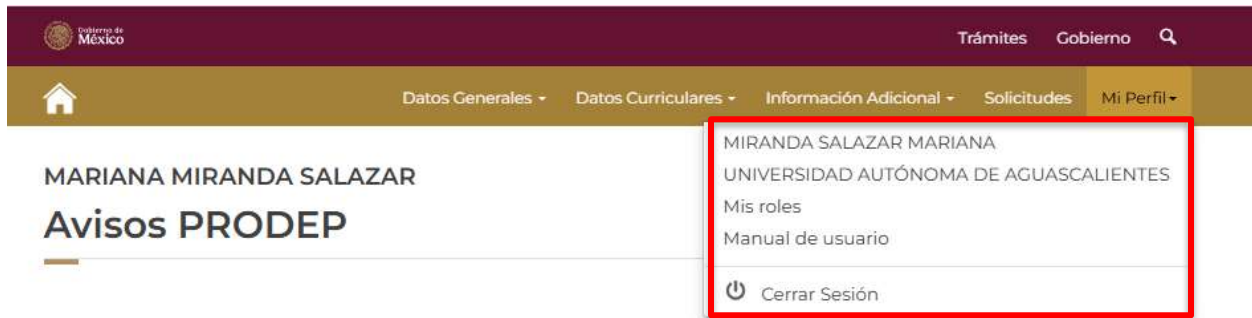 Gobierno de
México
Trámites Gobierno
Datos Generales Datos Curriculares Información Adicional Solicitudes Mi Perfil
MARIANA MIRANDA SALAZAR
Avisos PRODEP
MIRANDA SALAZAR MARIANA
UNIVERSIDAD AUTÓNOMA DE AGUASCALIENTES
Mis roles
Manual de usuario
Cerrar Sesión